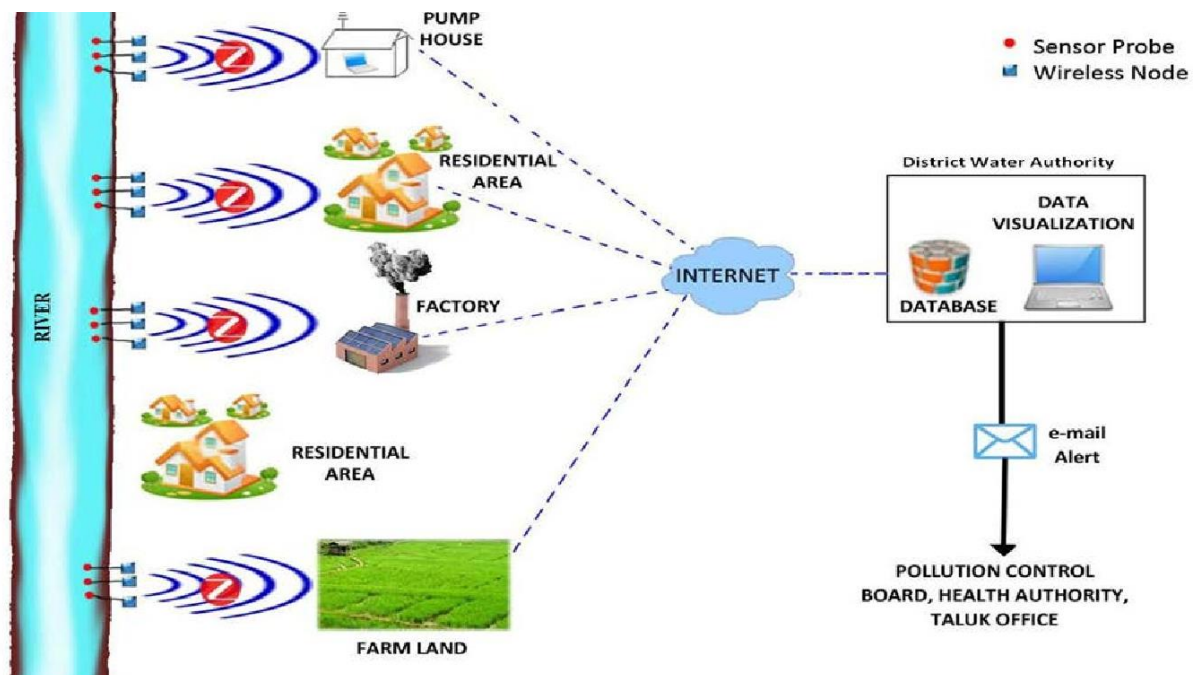 PUMP
HOUSE
Sensor Probe
Wireless Node
RESIDENTIAL
AREA
District Water Authority
DATA
VISUALIZATION
DATABASE
INTERNET
FACTORY
RIVER
RESIDENTIAL
AREA
e-mail
Alert
POLLUTION CONTROL
BOARD, HEALTH AUTHORITY,
TALUK OFFICE
FARM LAND